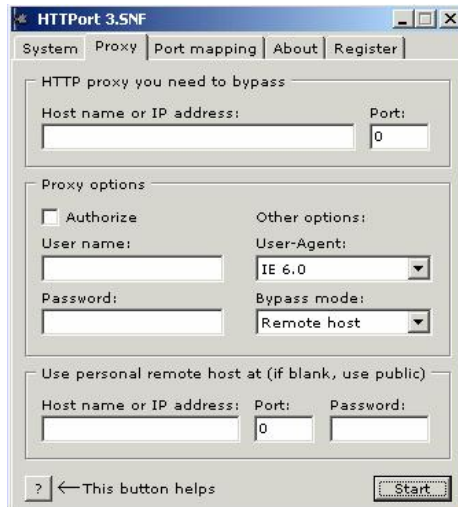 HTTPort 3.SNF
System Proxy Port mapping About Register
HTTP proxy you need to bypass
Host name or IP address: Port:
0
Proxy options
Authorize Other options:
User name: User-Agent:
IE 6.0
Password: Bypass mode:
Remote host
Use personal remote host at (if blank, use public)
Host name or IP address: Port: Password:
0
? ←This button helps Start